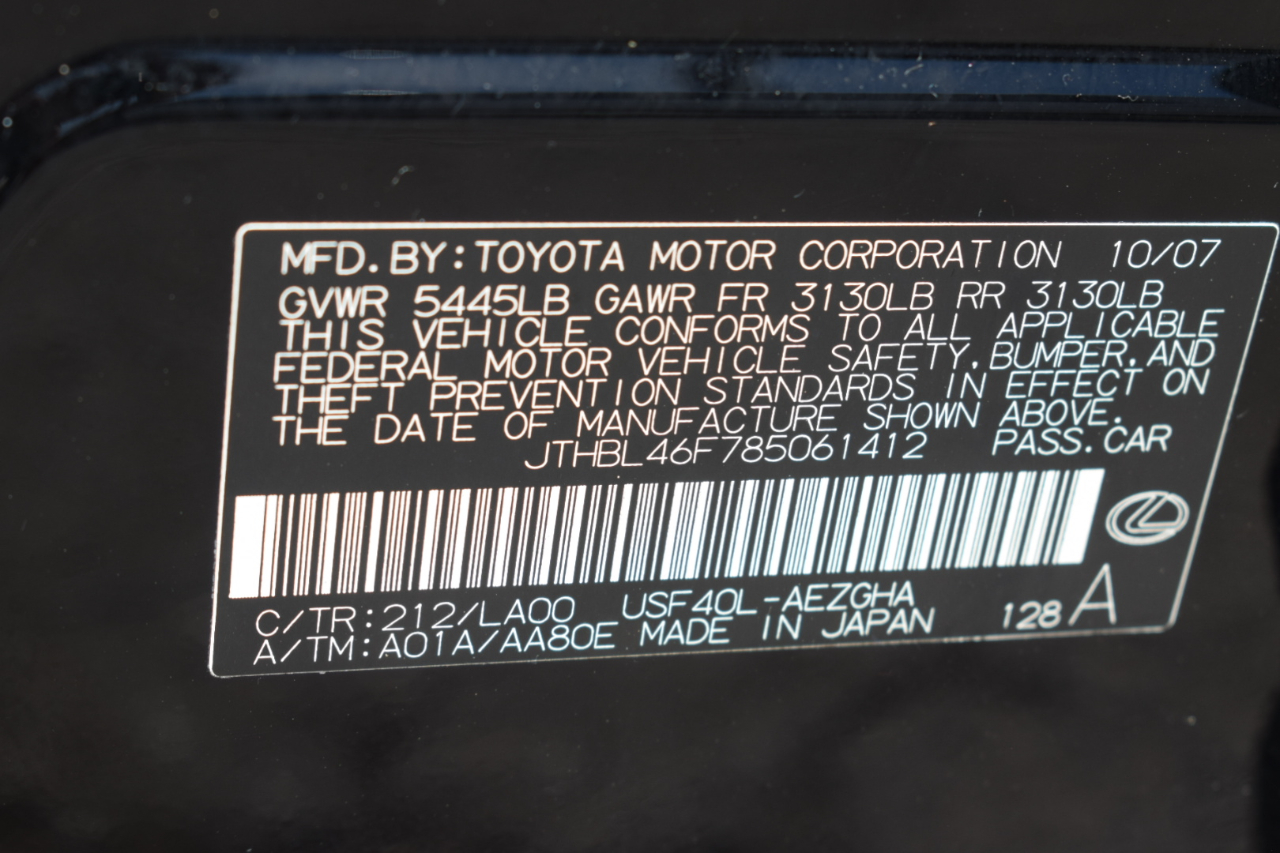 MFD.BY:TOYOTA MOTOR CORPORATION 10/07
GVWR 5445LB GAWR FR 3130LB RR 3130LB
THIS VEHICLE CONFORMS TO ALL APPLICABLE
FEDERAL MOTOR VEHICLE SAFETY,BUMPER,AND
THEFT PREVENTION STANDARDS IN EFFECT ON
THE DATE OF MANUFACTURE SHOWN ABOVE.
JTHBL46F785061412 PASS.CAR
C/TR:212/LA00 USF40L-AEZGHA
A/TM:A01A/AA80E MADE IN JAPAN 128 A